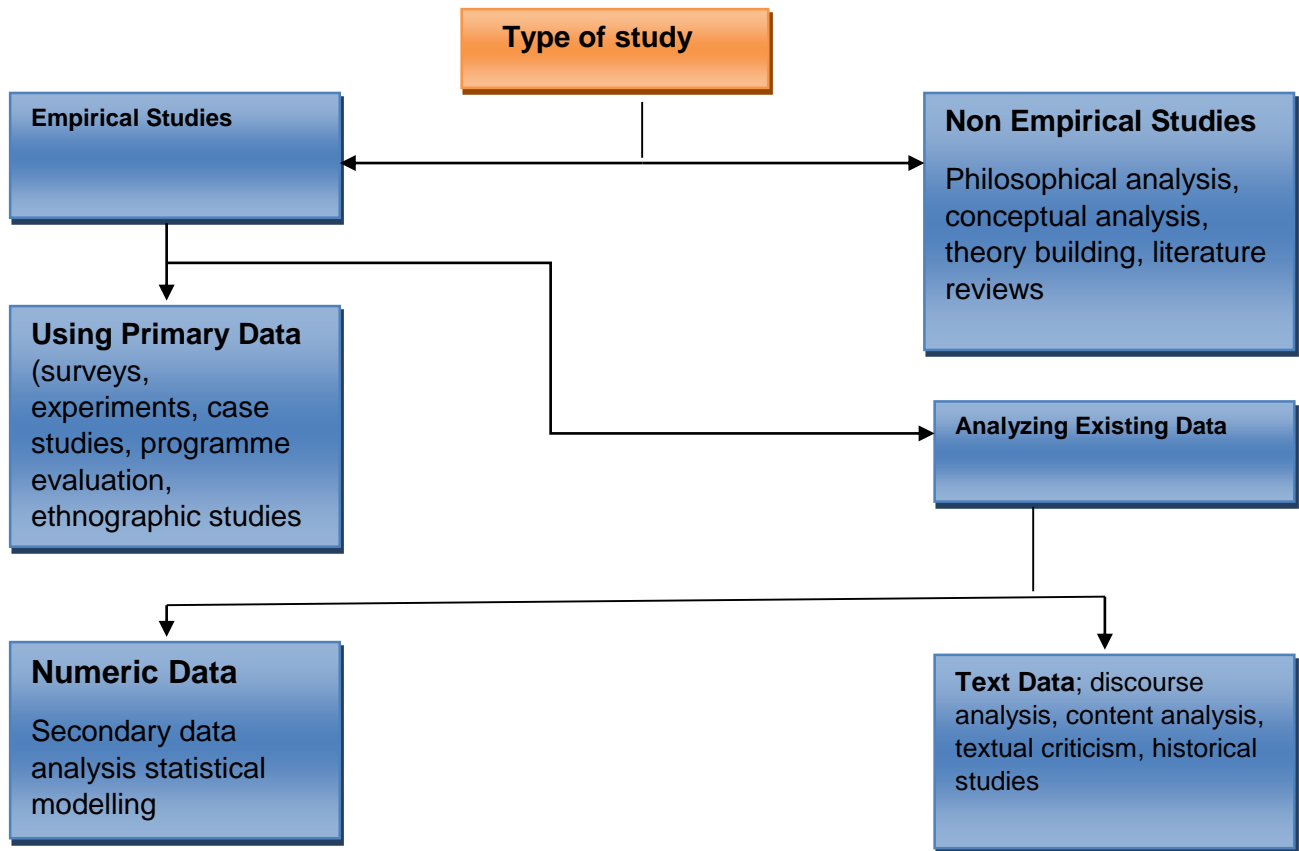 Type of study
Empirical Studies
Non Empirical Studies
Philosophical analysis,
conceptual analysis,
theory building, literature
reviews
Using Primary Data
(surveys,
experiments, case
studies, programme
evaluation,
ethnographic studies
Analyzing Existing Data
Numeric Data
Secondary data
analysis statistical
modelling
Text Data; discourse
analysis, content analysis,
textual criticism, historical
studies